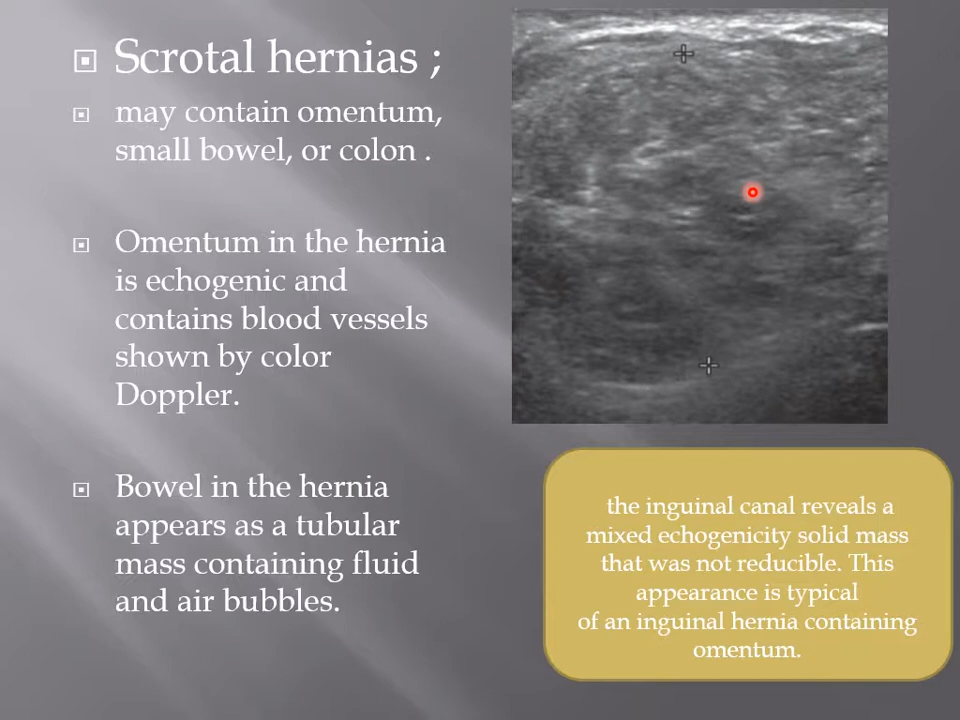 Scrotal hernias ;
may contain omentum,
small bowel, or colon .
Omentum in the hernia
is echogenic and
contains blood vessels
shown by color
Doppler.
Bowel in the hernia
appears as a tubular
mass containing fluid
and air bubbles.
the inguinal canal reveals a
mixed echogenicity solid mass
that was not reducible. This
appearance is typical
of an inguinal hernia containing
omentum.